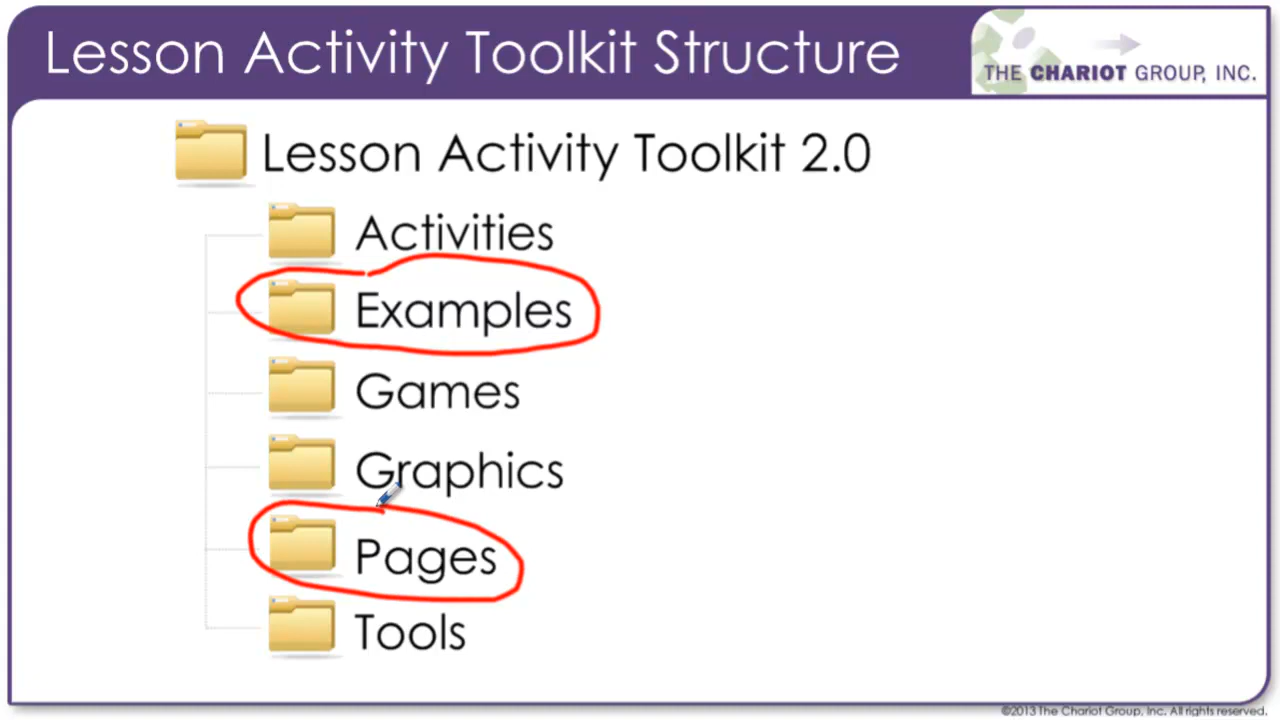 Lesson Activity Toolkit Structure
THE CHARIOT GROUP, INC.
Lesson Activity Toolkit 2.0
Activities
Examples
Games
Graphics
Pages
Tools
©2013 The Chariot Group, Inc. All rights reserved.